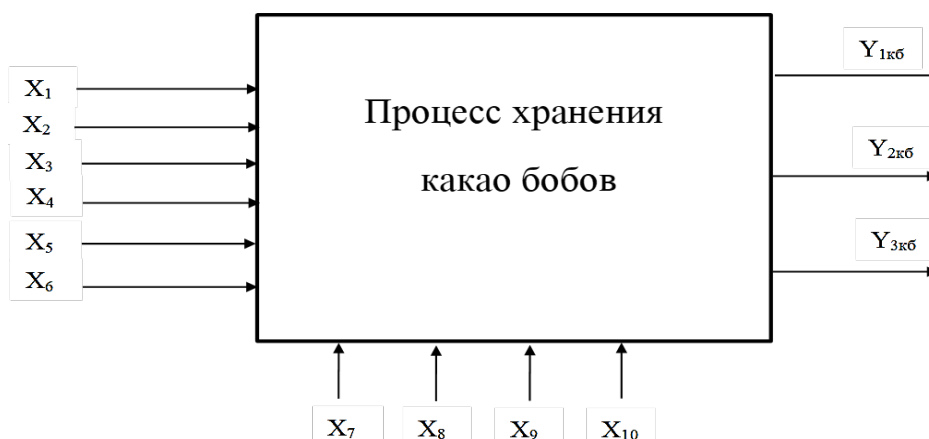 Y₁кб
X₁
Процесс хранения
X₂
Y₂кб
X₃
какао бобов
X₄
X₅
Y₃кб
X₆
X₇ X₈ X₉ X₁₀